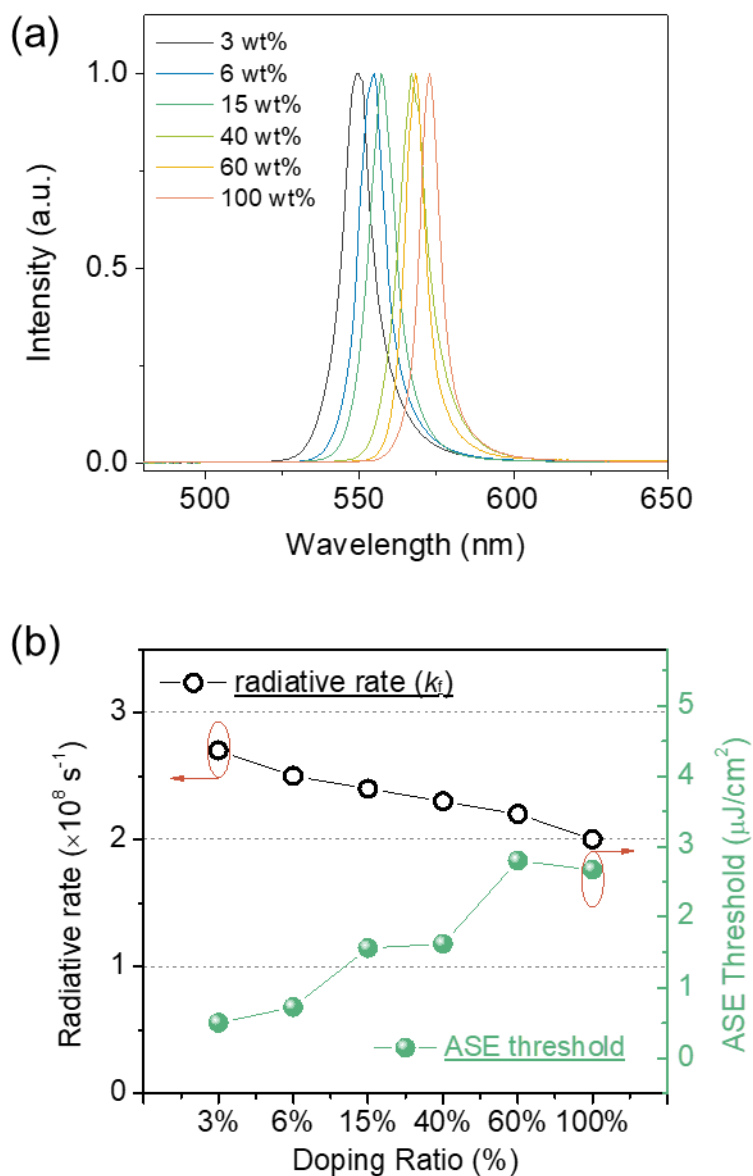 (a)
3 wt%
6 wt%
15 wt%
40 wt%
60 wt%
100 wt%
1.0
0.5
0.0
Intensity (a.u.)
500 550 600 650
Wavelength (nm)
(b)
radiative rate (kf)
3
2
1
0
Radiative rate (×10⁸ s⁻¹)
5
4
3
2
1
0
ASE Threshold (μJ/cm²)
ASE threshold
3% 6% 15% 40% 60% 100%
Doping Ratio (%)